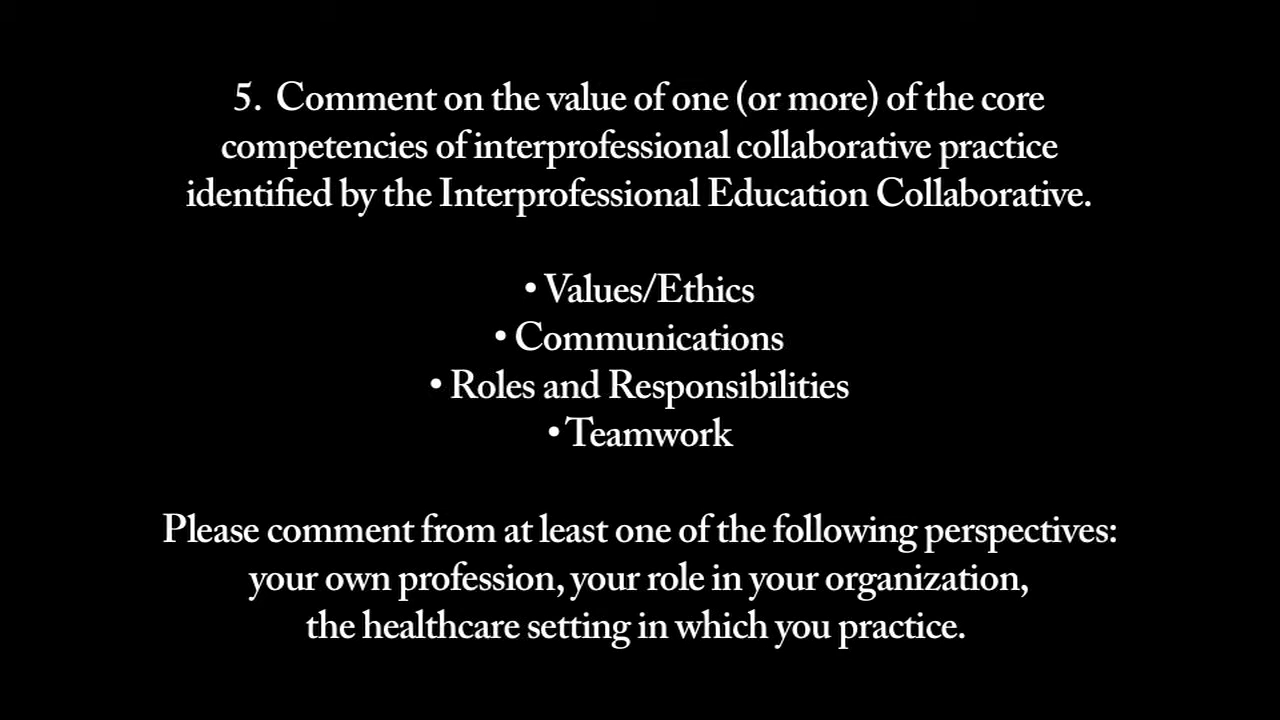 5. Comment on the value of one (or more) of the core
competencies of interprofessional collaborative practice
identified by the Interprofessional Education Collaborative.
• Values/Ethics
• Communications
• Roles and Responsibilities
• Teamwork
Please comment from at least one of the following perspectives:
your own profession, your role in your organization,
the healthcare setting in which you practice.